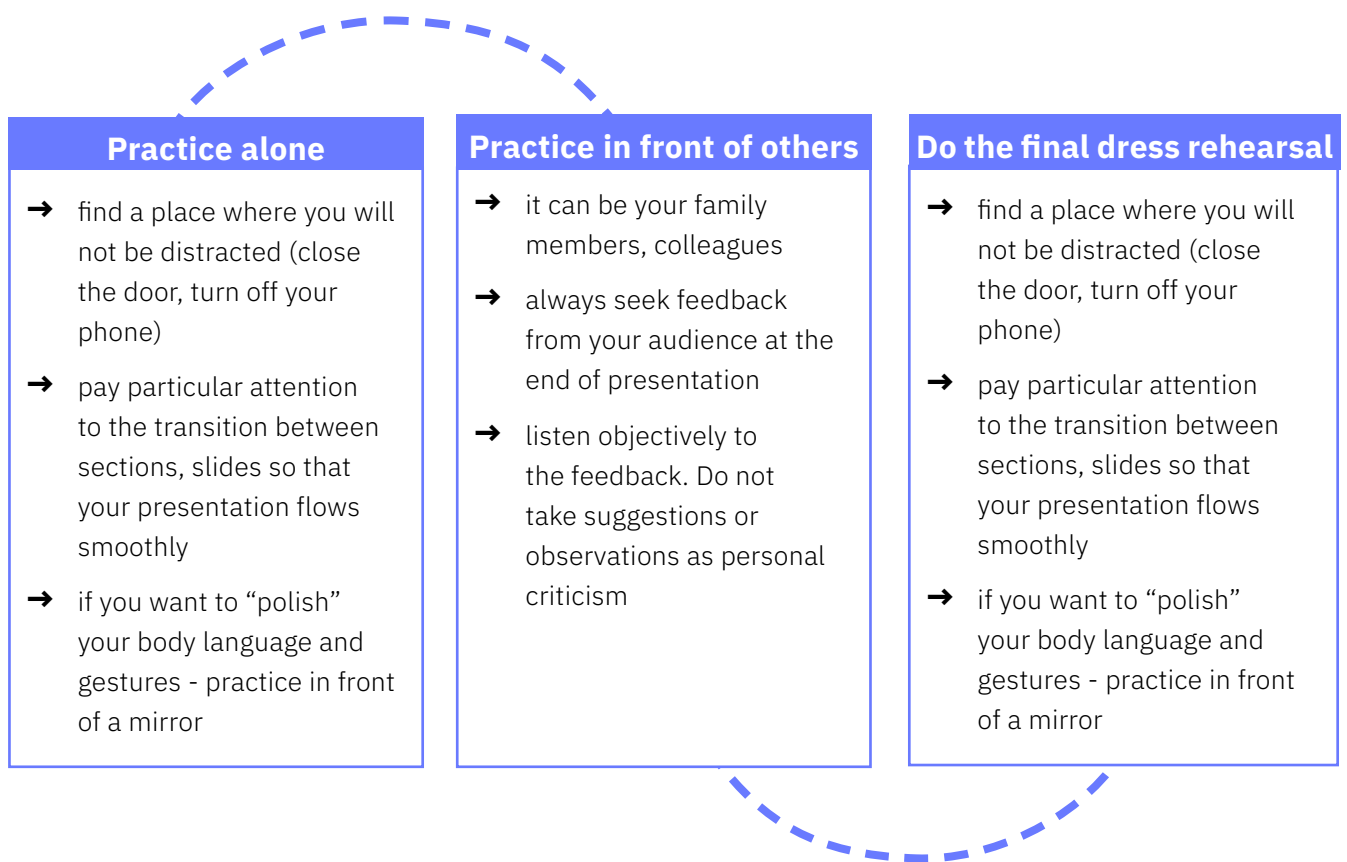 Practice alone
→ find a place where you will
not be distracted (close
the door, turn off your
phone)
→ pay particular attention
to the transition between
sections, slides so that
your presentation flows
smoothly
→ if you want to “polish”
your body language and
gestures - practice in front
of a mirror
Practice in front of others
→ it can be your family
members, colleagues
→ always seek feedback
from your audience at the
end of presentation
→ listen objectively to
the feedback. Do not
take suggestions or
observations as personal
criticism
Do the final dress rehearsal
→ find a place where you will
not be distracted (close
the door, turn off your
phone)
→ pay particular attention
to the transition between
sections, slides so that
your presentation flows
smoothly
→ if you want to “polish”
your body language and
gestures - practice in front
of a mirror